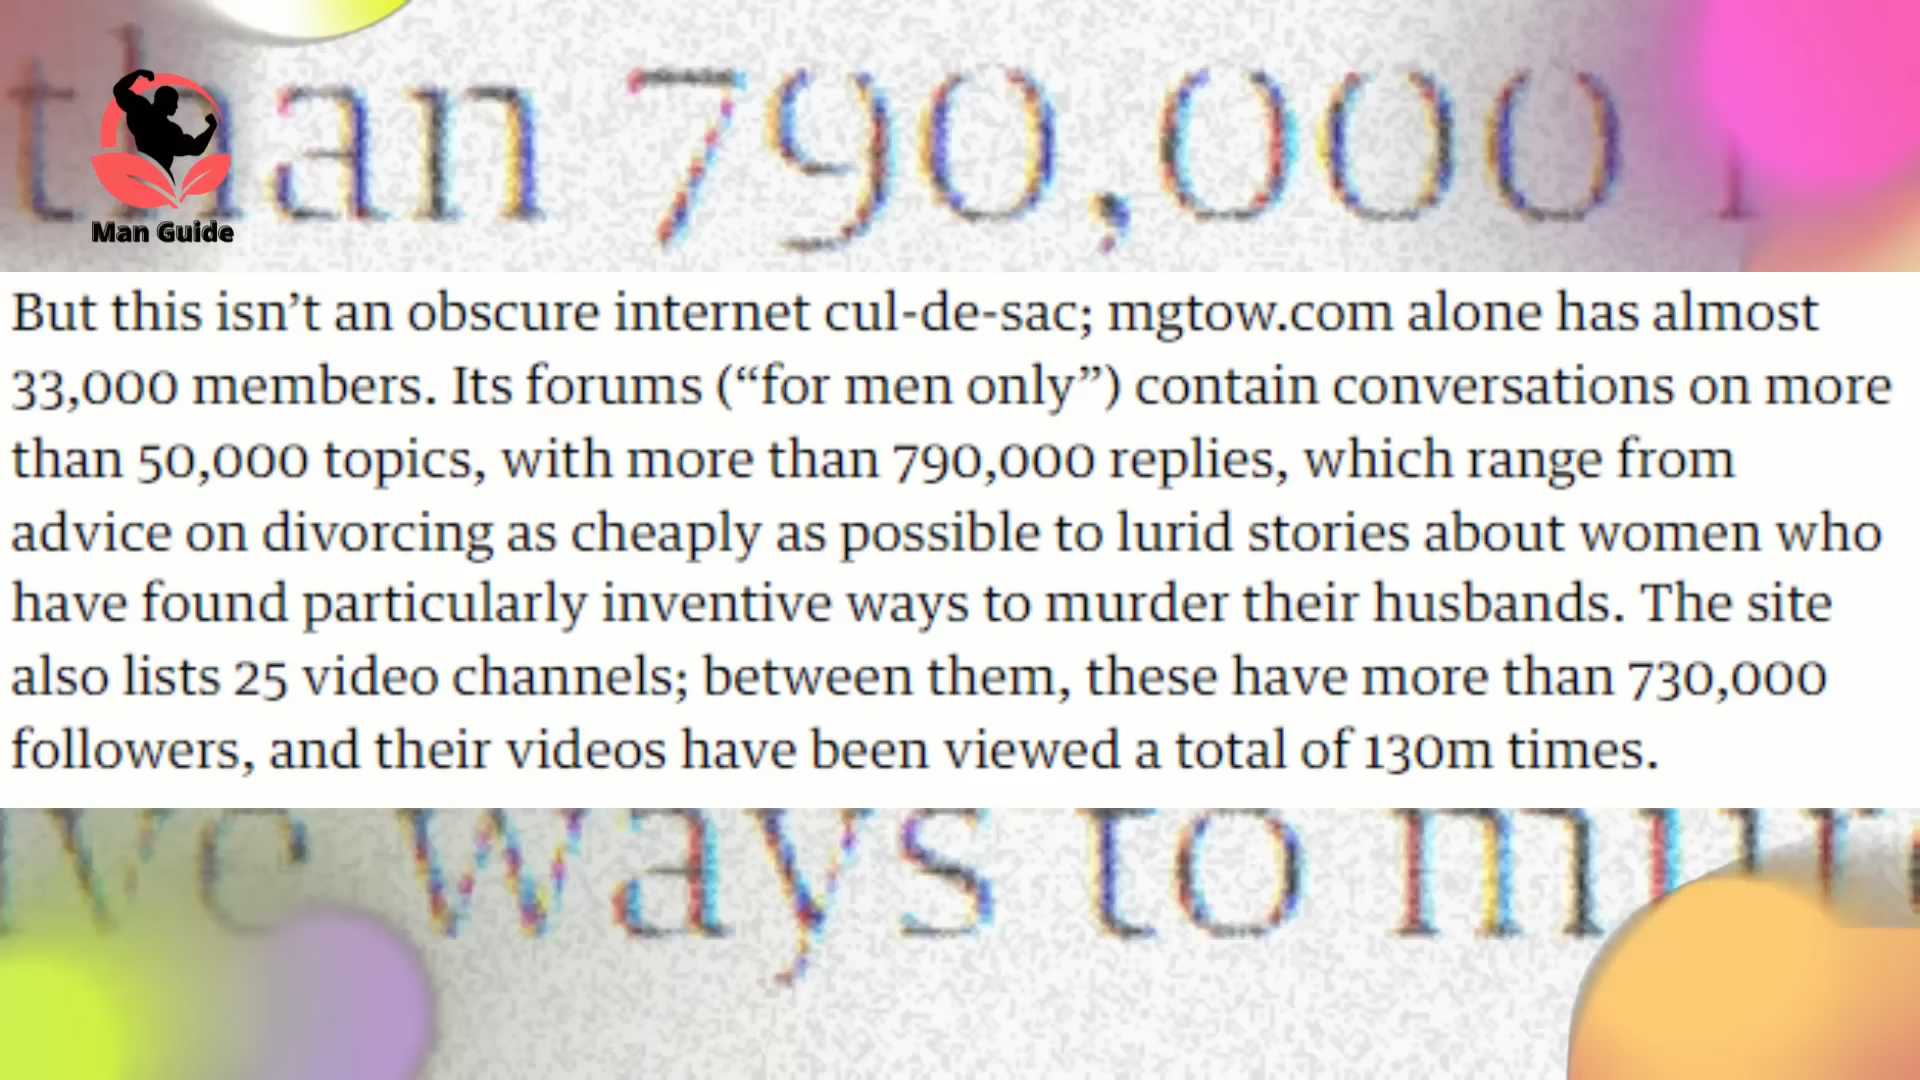 than 790,000
Man Guide
But this isn’t an obscure internet cul-de-sac; mgtow.com alone has almost
33,000 members. Its forums (“for men only”) contain conversations on more
than 50,000 topics, with more than 790,000 replies, which range from
advice on divorcing as cheaply as possible to lurid stories about women who
have found particularly inventive ways to murder their husbands. The site
also lists 25 video channels; between them, these have more than 730,000
followers, and their videos have been viewed a total of 130m times.
ways to